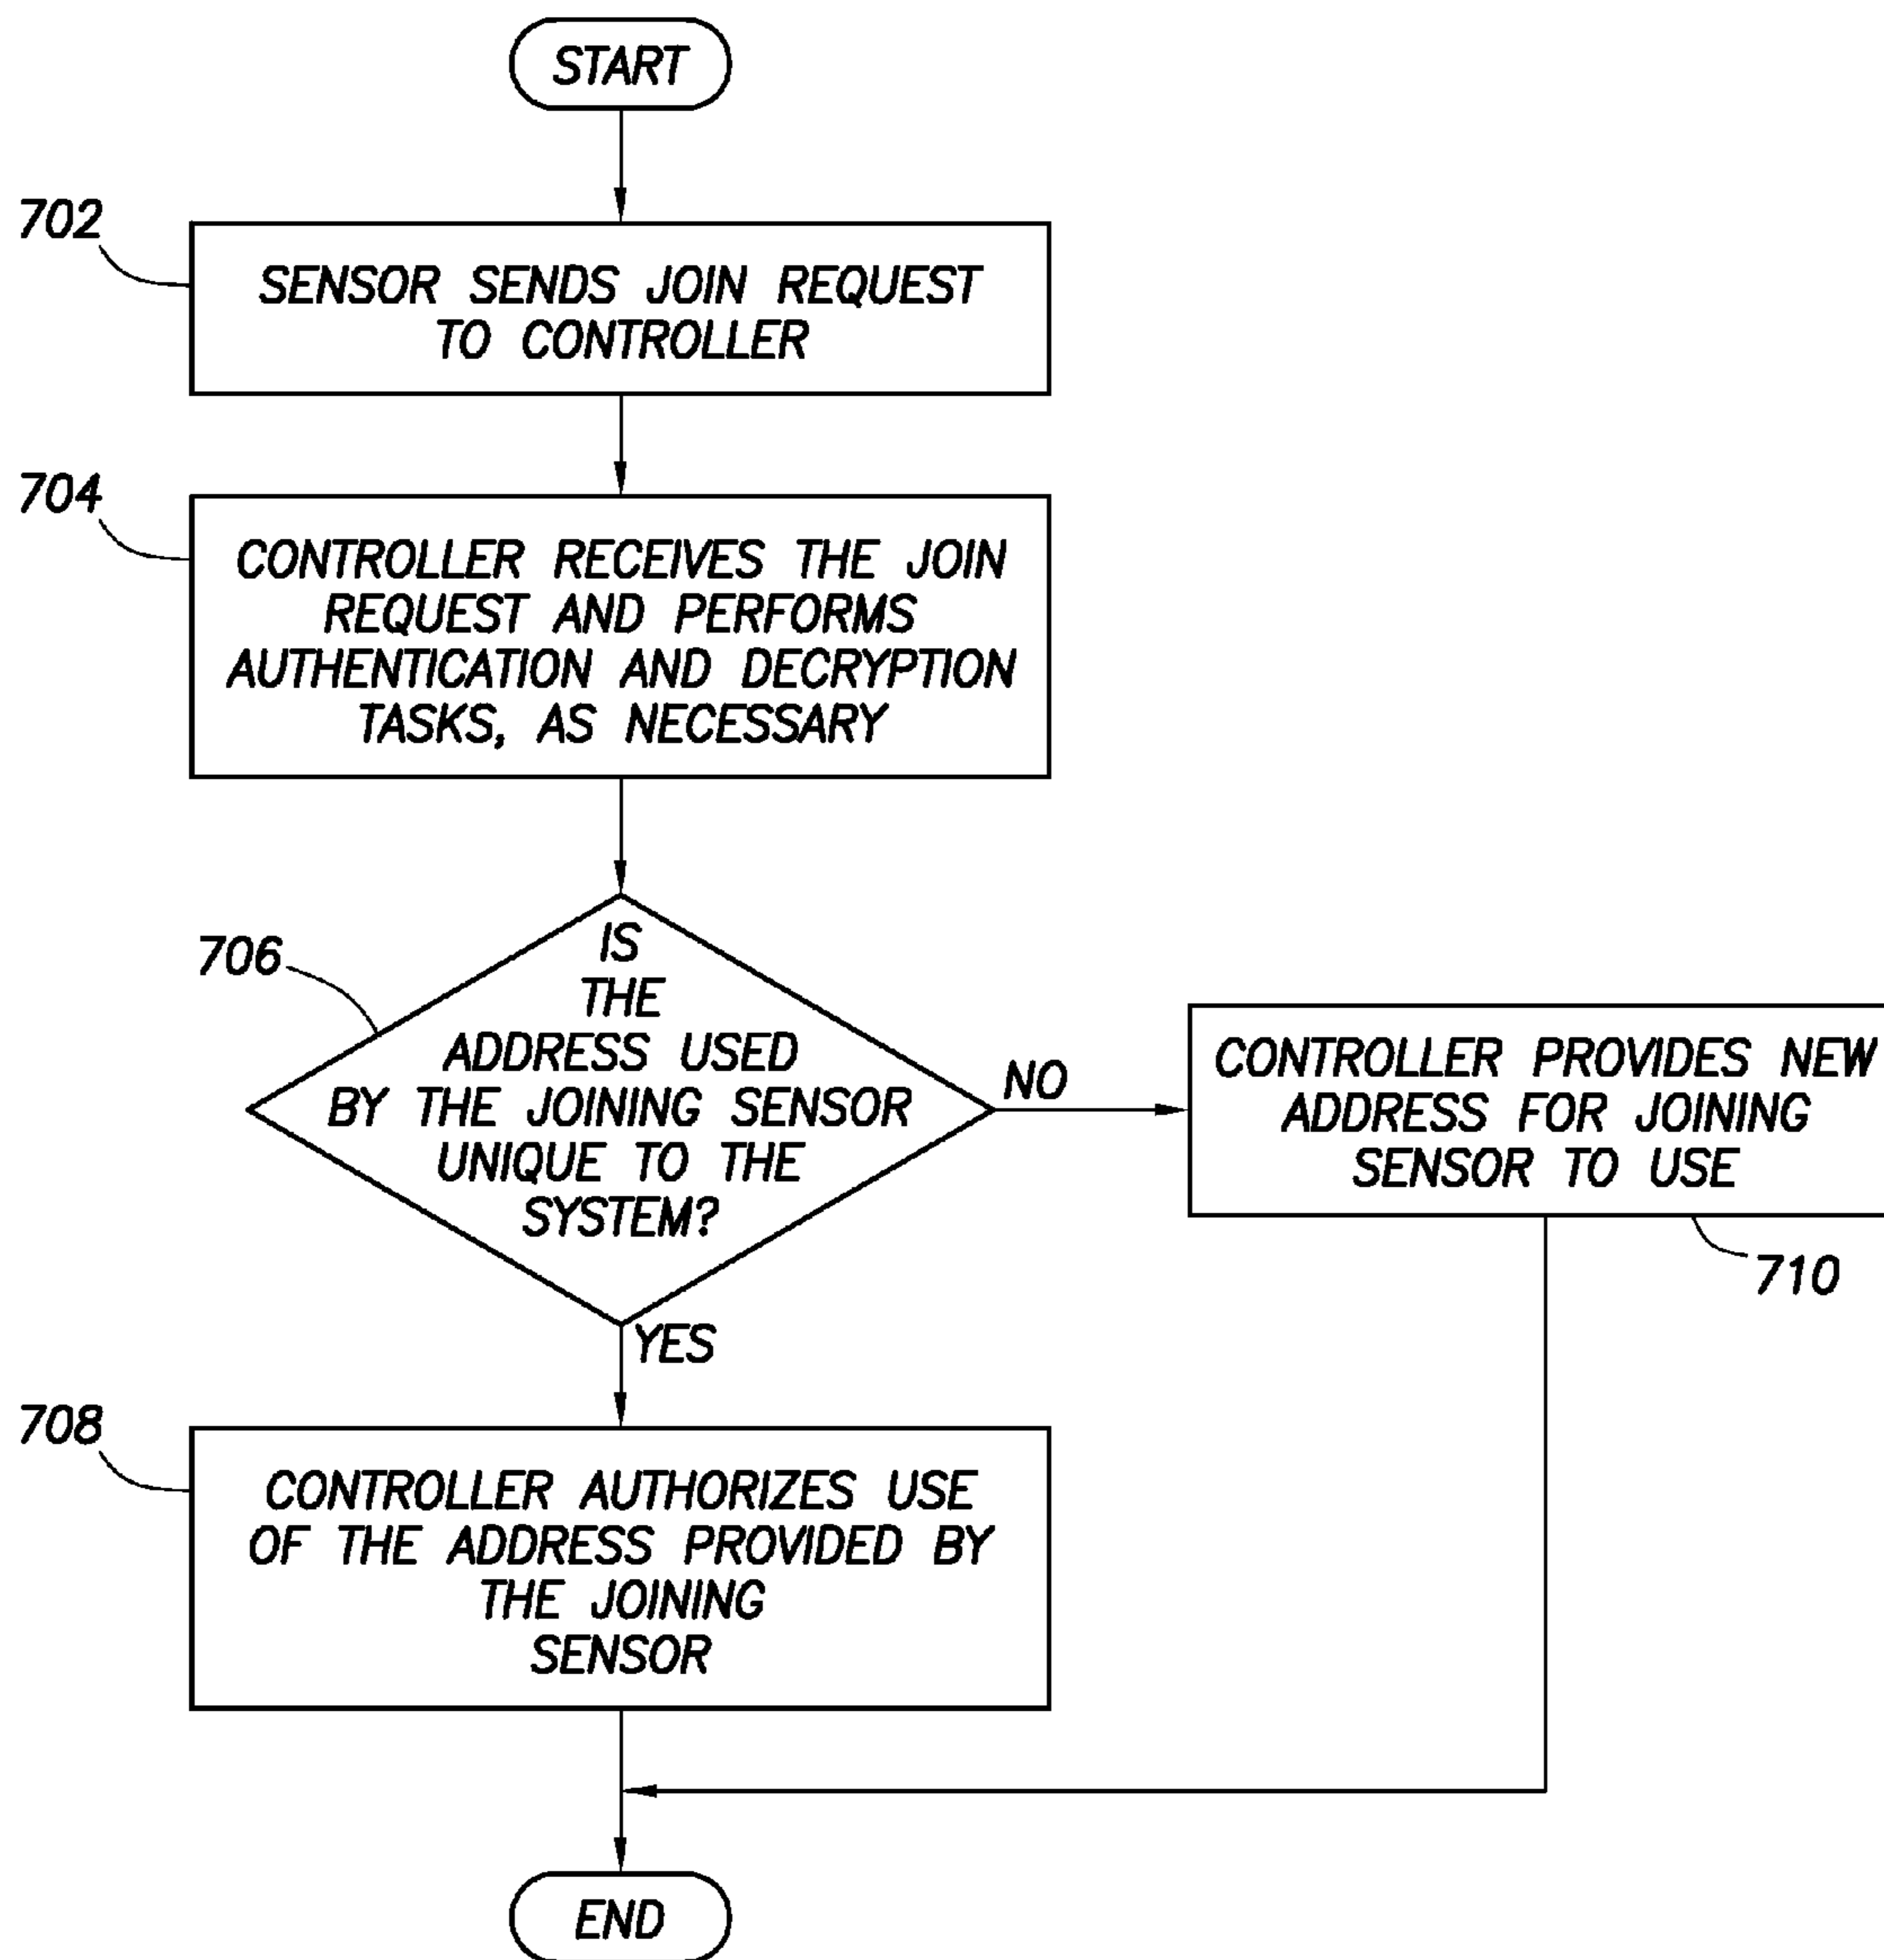 START
702
SENSOR SENDS JOIN REQUEST
TO CONTROLLER
704
CONTROLLER RECEIVES THE JOIN
REQUEST AND PERFORMS
AUTHENTICATION AND DECRYPTION
TASKS, AS NECESSARY
706
IS
THE
ADDRESS USED
BY THE JOINING SENSOR
UNIQUE TO THE
SYSTEM?
NO
CONTROLLER PROVIDES NEW
ADDRESS FOR JOINING
SENSOR TO USE
710
YES
708
CONTROLLER AUTHORIZES USE
OF THE ADDRESS PROVIDED BY
THE JOINING
SENSOR
END